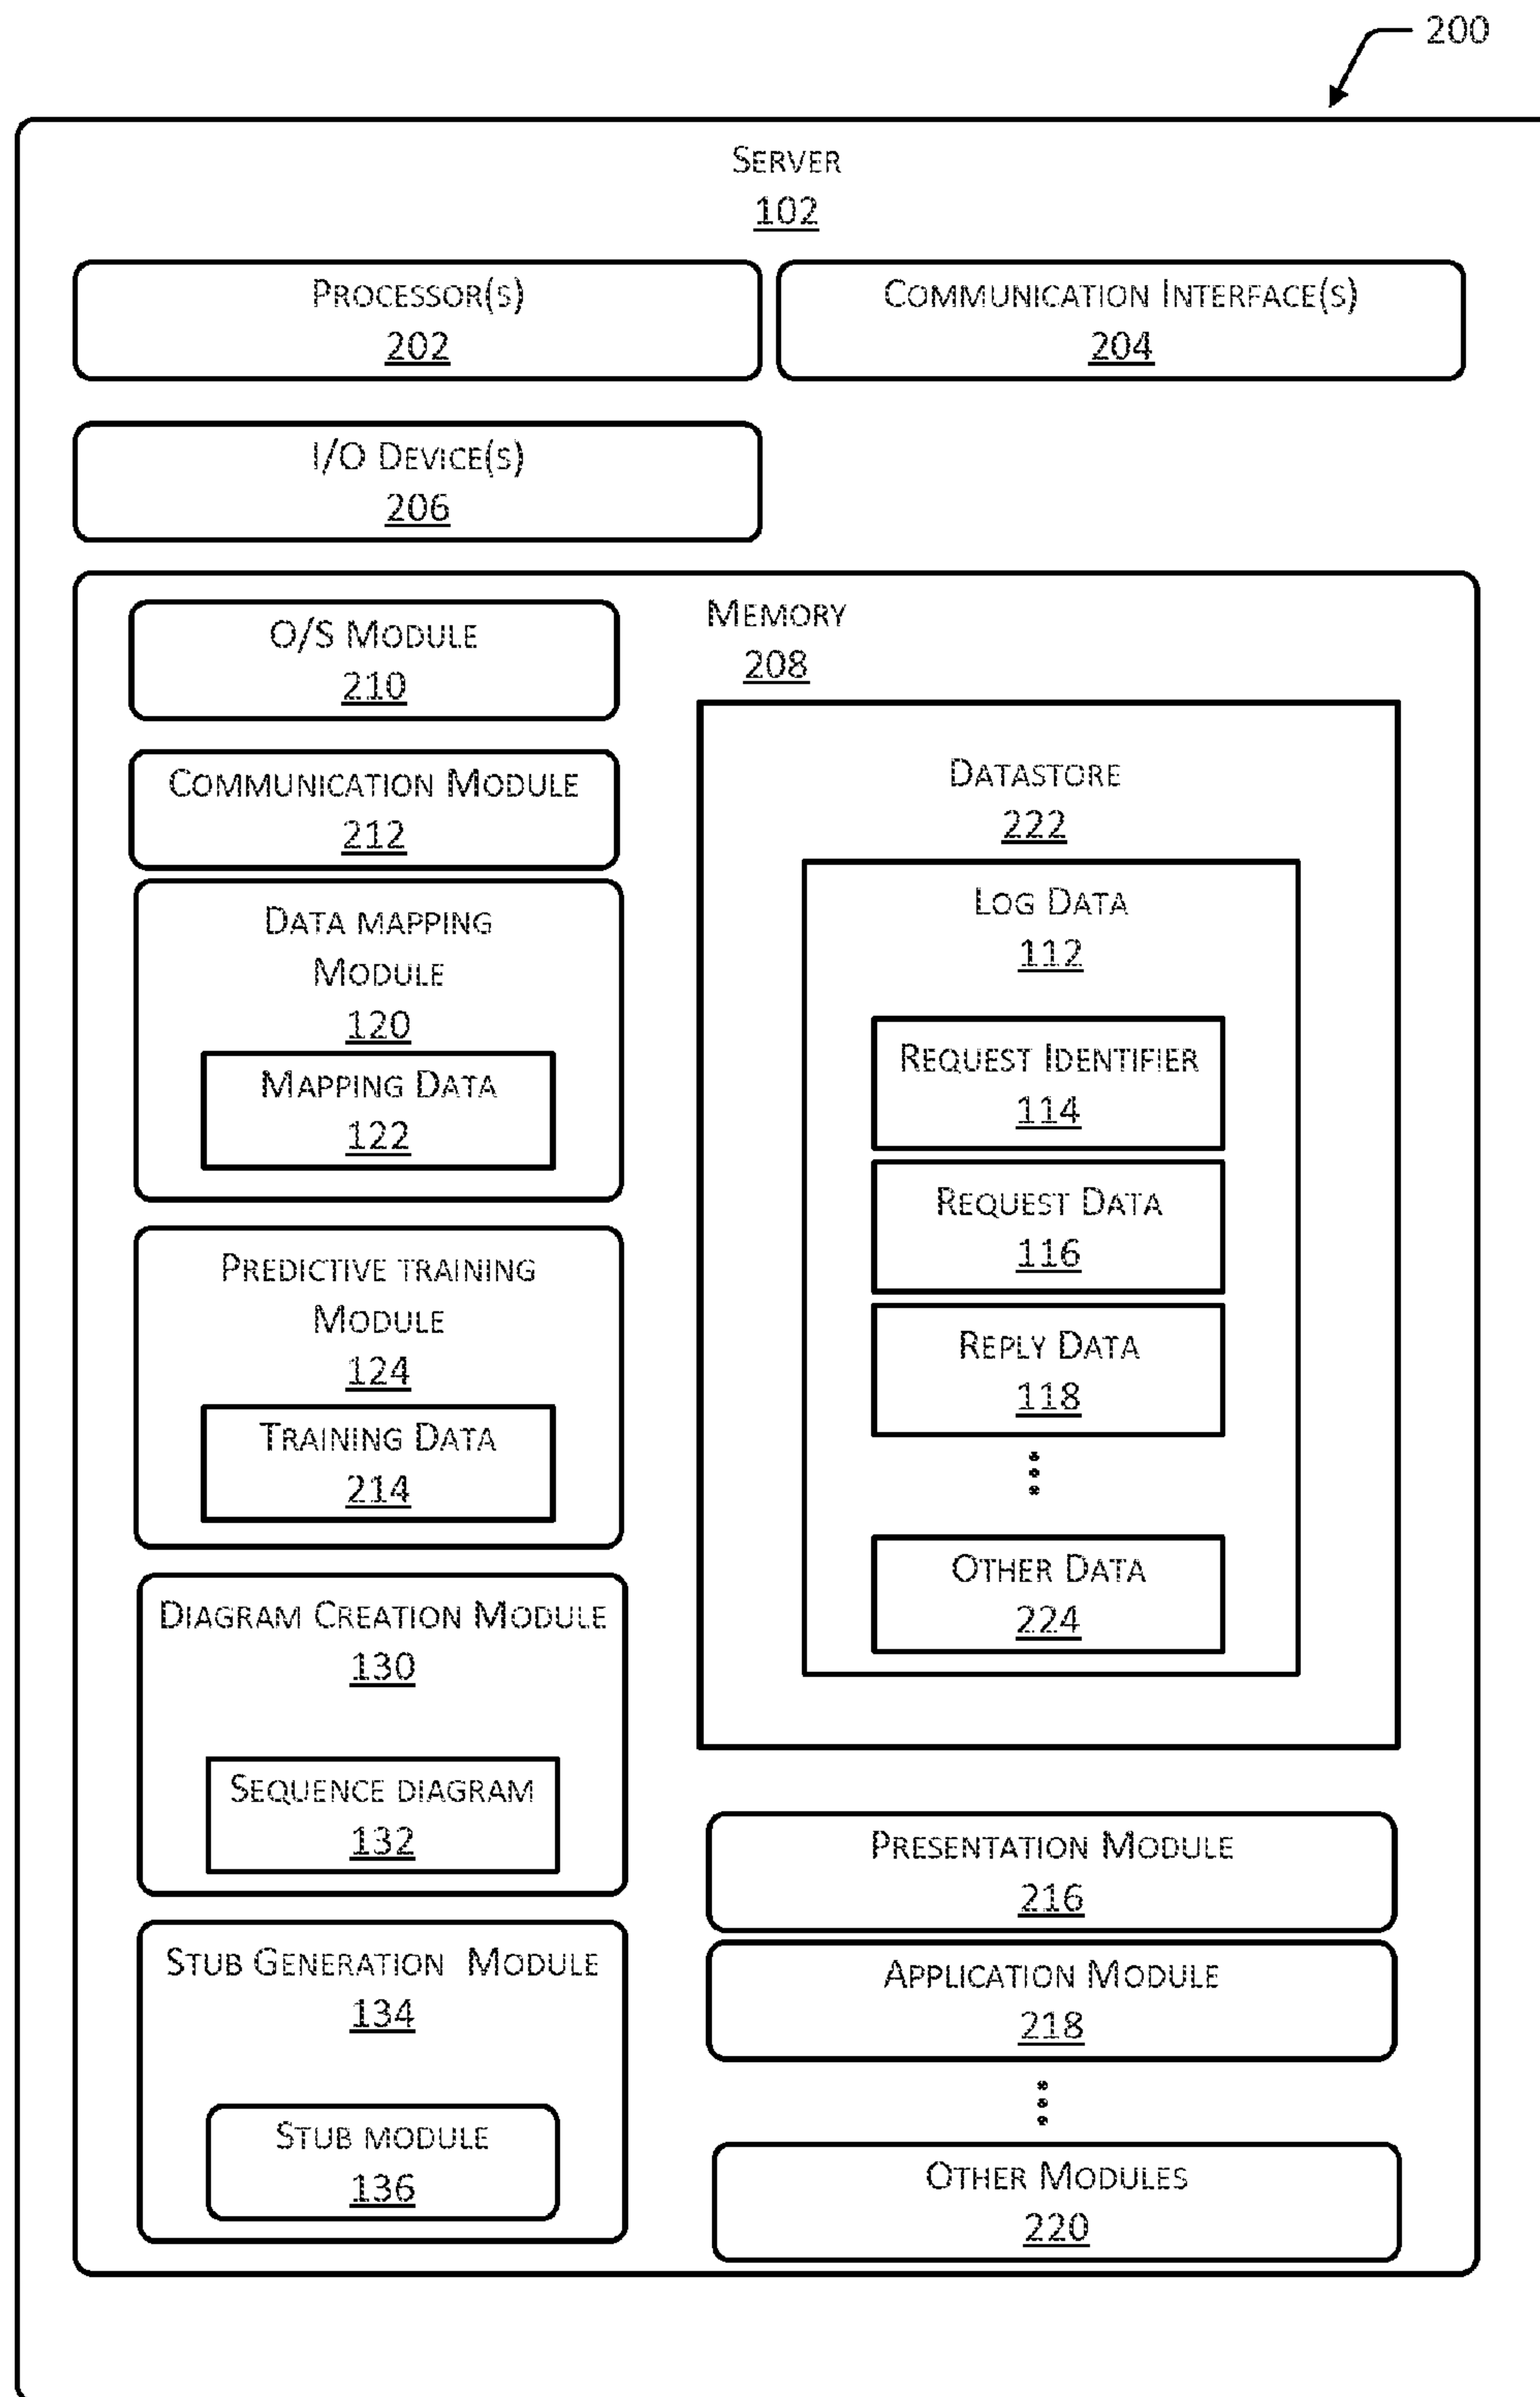 200
Server
102
Processor(s)
202
Communication Interface(s)
204
I/O Device(s)
206
Memory
208
O/S Module
210
Communication Module
212
Data mapping
Module
120
Mapping Data
122
Predictive training
Module
124
Training Data
214
Diagram Creation Module
130
Sequence diagram
132
Stub Generation Module
134
Stub module
136
Datastore
222
Log Data
112
Request Identifier
114
Request Data
116
Reply Data
118
Other Data
224
Presentation Module
216
Application Module
218
Other Modules
220